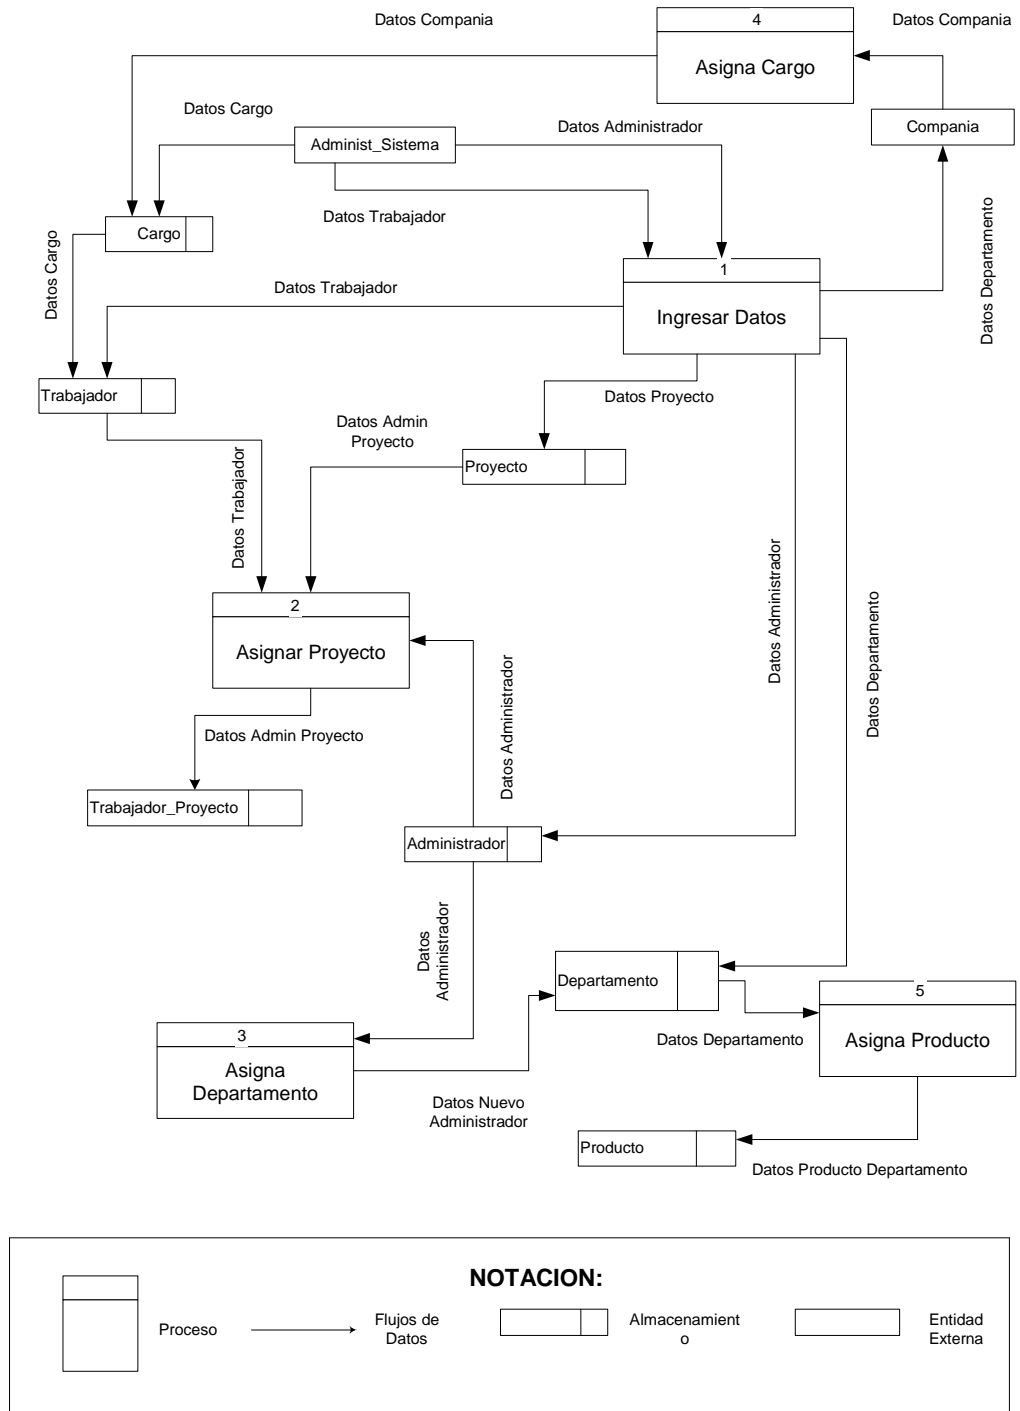 Datos Compania
4
Datos Compania
Asigna Cargo
Datos Cargo
Datos Administrador
Compania
Administ_Sistema
Datos Trabajador
Cargo
Datos Cargo
Datos Departamento
1
Datos Trabajador
Ingresar Datos
Trabajador
Datos Proyecto
Datos Admin
Proyecto
Proyecto
Datos Trabajador
Datos Administrador
Datos Departamento
2
Asignar Proyecto
Datos Administrador
Datos Admin Proyecto
Trabajador_Proyecto
Administrador
Datos
Administrador
Departamento
5
3
Datos Departamento
Asigna Producto
Asigna
Departamento
Datos Nuevo
Administrador
Producto
Datos Producto Departamento
NOTACION:
Proceso
Flujos de
Datos
Almacenamient
o
Entidad
Externa